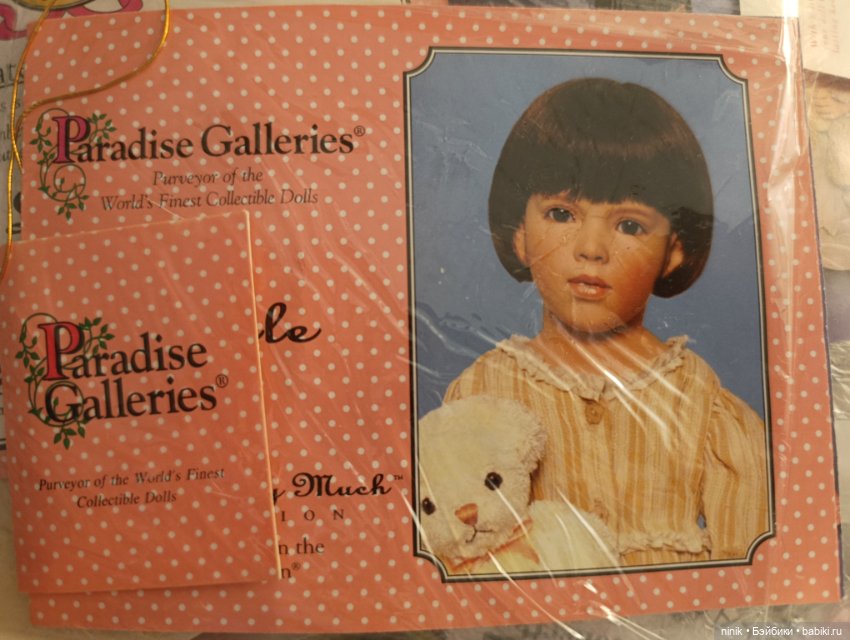 Paradise Galleries®
Purveyor of the
World's Finest Collectible Dolls
le
Paradise
Galleries®
Purveyor of the World's Finest
Collectible Dolls
y Much™
I O N
n the
n®
ninik • Бэйбики • babiki.ru